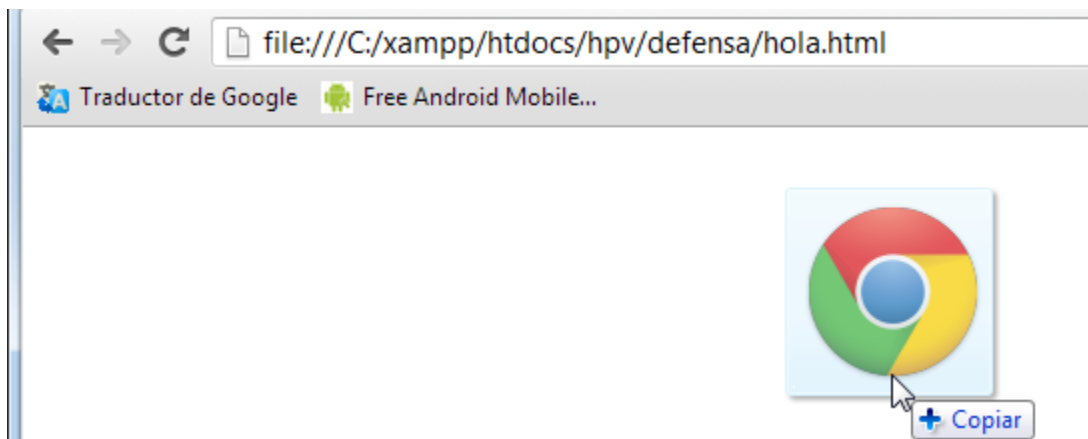 file:///C:/xampp/htdocs/hpv/defensa/hola.html
Traductor de Google Free Android Mobile...
Copiar